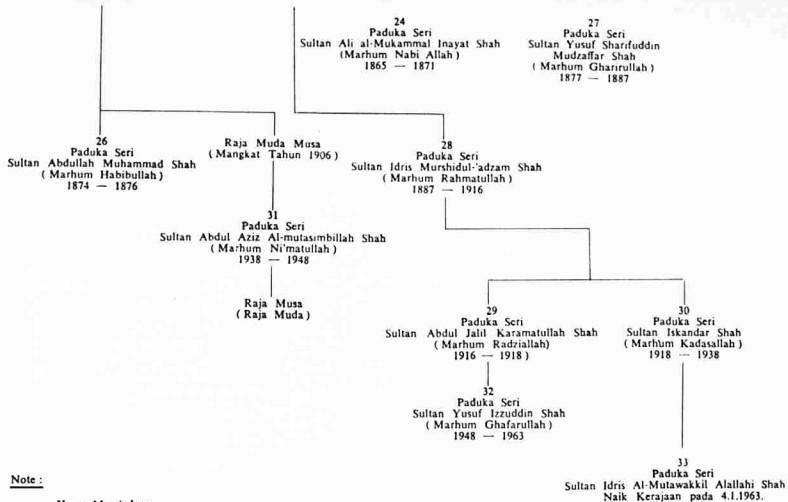 24
Paduka Seri
Sultan Ali al-Mukammal Inayat Shah
(Marhum Nabi Allah)
1865 — 1871
27
Paduka Seri
Sultan Yusuf Sharifuddin
Mudzaffar Shah
( Marhum Gharirullah )
1877 — 1887
26
Paduka Seri
Sultan Abdullah Muhammad Shah
( Marhum Habibullah )
1874 — 1876
Raja Muda Musa
( Mangkat Tahun 1906 )
28
Paduka Seri
Sultan Idris Murshidul-'adzam Shah
( Marhum Rahmatullah )
1887 — 1916
31
Paduka Seri
Sultan Abdul Aziz Al-mutasimbillah Shah
( Marhum Ni'matullah )
1938 — 1948
Raja Musa
( Raja Muda )
29
Paduka Seri
Sultan Abdul Jalil Karamatullah Shah
( Marhum Radziallah)
1916 — 1918 )
30
Paduka Seri
Sultan Iskandar Shah
( Marhum Kadasallah )
1918 — 1938
32
Paduka Seri
Sultan Yusuf Izzuddin Shah
( Marhum Ghafarullah )
1948 — 1963
33
Paduka Seri
Sultan Idris Al-Mutawakkil Alallahi Shah
Naik Kerajaan pada 4.1.1963.
Note :